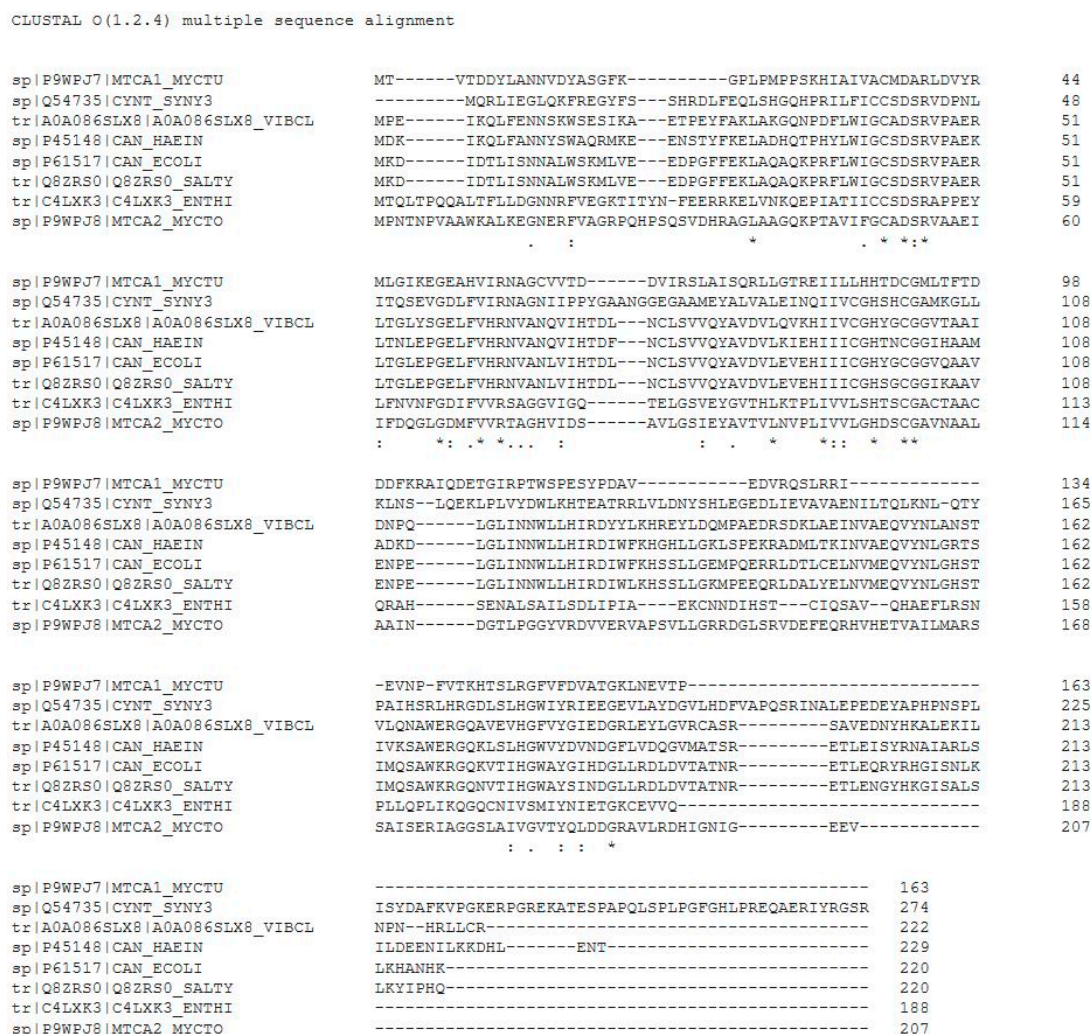 CLUSTAL O(1.2.4) multiple sequence alignment
sp|P9WPJ7|MTCA1_MYCTU MT------VTDDYLANNVDYASGFK----------GPLPMPPSKHIAIVACMDARLDVYR 44
sp|Q54735|CYNT_SYNY3 ---------MQRLIEGLQKFREGYFS---SHRDLFEQLSHGQHPRILFICCSDSRVDPNL 48
tr|A0A086SLX8|A0A086SLX8_VIBCL MPE------IKQLFENNSKWSESIKA---ETPEYFAKLAKGQNPDFLWIGCADSRVPAER 51
sp|P45148|CAN_HAEIN MDK------IKQLFANNYSWAQRMKE---ENSTYFKELADHQTPHYLWIGCSDSRVPAEK 51
sp|P61517|CAN_ECOLI MKD------IDTLISNNALWSKMLVE---EDPGFFEKLAQAQKPRFLWIGCSDSRVPAER 51
tr|Q8ZRS0|Q8ZRS0_SALTY MKD------IDTLISNNALWSKMLVE---EDPGFFEKLAQAQKPRFLWIGCSDSRVPAER 51
tr|C4LXK3|C4LXK3_ENTHI MTQLTPQQALTFLLDGNNRFVEGKTITYN-FEERRKELVNKQEPIATIICCSDSRAPPEY 59
sp|P9WPJ8|MTCA2_MYCTO MPNTNPVAAWKALKEGNERFVAGRPQHPSQSVDHRAGLAAGQKPTAVIFGCADSRVAAEI 60
. : * . * **:*
sp|P9WPJ7|MTCA1_MYCTU MLGIKEGEAHVIRNAGCVVTD------DVIRSLAISQRLLGTREIILLHHTDCGMLTFTD 98
sp|Q54735|CYNT_SYNY3 ITQSEVGDLFVIRNAGNIIPPYGAANGGEGAAMEYALVALEINQIIVCGHSHCGAMKGLL 108
tr|A0A086SLX8|A0A086SLX8_VIBCL LTGLYSGELFVHRNVANQVIHTDL---NCLSVVQYAVDVLQVKHIIVCGHYGCGGVTAAI 108
sp|P45148|CAN_HAEIN LTNLEPGELFVHRNVANQVIHTDF---NCLSVVQYAVDVLKIEHIIICGHTNCGGIHAAM 108
sp|P61517|CAN_ECOLI LTGLEPGELFVHRNVANLVIHTDL---NCLSVVQYAVDVLEVEHIIICGHYGCGGVQAAV 108
tr|Q8ZRS0|Q8ZRS0_SALTY LTGLEPGELFVHRNVANLVIHTDL---NCLSVVQYAVDVLEVEHIIICGHSGCGGIKAAV 108
tr|C4LXK3|C4LXK3_ENTHI LFNVNFGDIFVVRSAGGVIGQ------TELGSVEYGVTHLKTPLIVVLSHTSCGACTAAC 113
sp|P9WPJ8|MTCA2_MYCTO IFDQGLGDMFVVRTAGHVIDS------AVLGSIEYAVTVLNVPLIVVLGHDSCGAVNAAL 114
: *: .* *... : : . * *:: * **
sp|P9WPJ7|MTCA1_MYCTU DDFKRAIQDETGIRPTWSPESYPDAV---------EDVRQSLRRI--------------- 134
sp|Q54735|CYNT_SYNY3 KLNS--LQEKLPLVYDWLKHTEATRRLVLDNYSHLEGEDLIEVAVAENILTQLKNL-QTY 165
tr|A0A086SLX8|A0A086SLX8_VIBCL DNPQ------LGLINNWLLHIRDYYLKHREYLDQMPAEDRSDKLAEINVAEQVYNLANST 162
sp|P45148|CAN_HAEIN ADKD------LGLINNWLLHIRDIWFKHGHLLGKLSPEKRADMLTKINVAEQVYNLGRTS 162
sp|P61517|CAN_ECOLI ENPE------LGLINNWLLHIRDIWFKHSSLLGEMPQERRLDTLCELNVMEQVYNLGHST 162
tr|Q8ZRS0|Q8ZRS0_SALTY ENPE------LGLINNWLLHIRDIWLKHSSLLGKMPEEQRLDALYELNVMEQVYNLGHST 162
tr|C4LXK3|C4LXK3_ENTHI QRAH------SENALSAILSDLIPIA----EKCNNDIHST---CIQSAV--QHAEFLRSN 158
sp|P9WPJ8|MTCA2_MYCTO AAIN------DGTLPGGYVRDVVERVAPSVLLGRRDGLSRVDEFEQRHVHETVAILMARS 168
sp|P9WPJ7|MTCA1_MYCTU -EVNP-FVTKHTSLRGFVFDVATGKLNEVTP----------------------------- 163
sp|Q54735|CYNT_SYNY3 PAIHSRLHRGDLSLHGWIYRIEEGEVLAYDGVLHDFVAPQSRINALEPEDEYAPHPNSPL 225
tr|A0A086SLX8|A0A086SLX8_VIBCL VLQNAWERGQAVEVHGFVYGIEDGRLEYLGVRCASR---------SAVEDNYHKALEKIL 213
sp|P45148|CAN_HAEIN IVKSAWERGQKLSLHGWVYDVNDGFLVDQGVMATSR---------ETLEISYRNAIARLS 213
sp|P61517|CAN_ECOLI IMQSAWKRGQKVTIHGWAYGIHDGLLRDLDVTATNR---------ETLEQRYRHGISNLK 213
tr|Q8ZRS0|Q8ZRS0_SALTY IMQSAWKRGQNVTIHGWAYSINDGLLRDLDVTATNR---------ETLENGYHKGISALS 213
tr|C4LXK3|C4LXK3_ENTHI PLLQPLIKQGQCNIVSMIYNIETGKCEVVQ------------------------------ 188
sp|P9WPJ8|MTCA2_MYCTO SAISERIAGGSLAIVGVTYQLDDGRAVLRDHIGNIG---------EEV------------ 207
: . : : *
sp|P9WPJ7|MTCA1_MYCTU ------------------------------------------------- 163
sp|Q54735|CYNT_SYNY3 ISYDAFKVPGKERPGREKATESPAPQLSPLPGFGHLPREQAERIYRGSR 274
tr|A0A086SLX8|A0A086SLX8_VIBCL NPN--HRLLCR-------------------------------------- 222
sp|P45148|CAN_HAEIN ILDEENILKKDHL-------ENT-------------------------- 229
sp|P61517|CAN_ECOLI LKHANHK------------------------------------------ 220
tr|Q8ZRS0|Q8ZRS0_SALTY LKYIPHQ------------------------------------------ 220
tr|C4LXK3|C4LXK3_ENTHI ------------------------------------------------- 188
sp|P9WPJ8|MTCA2_MYCTO ------------------------------------------------- 207